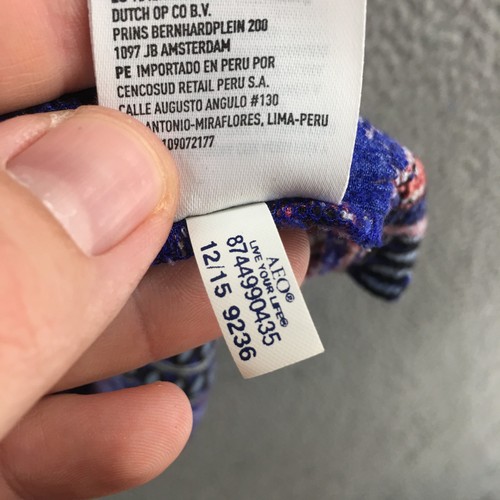 DUTCH OP CO B.V.
PRINS BERNHARDPLEIN 200
1097 JB AMSTERDAM
PE IMPORTADO EN PERU POR
CENCOSUD RETAIL PERU S.A.
CALLE AUGUSTO ANGULO #130
ANTONIO-MIRAFLORES, LIMA-PERU
109072177
AEO®
LIVE YOUR LIFE®
8744990435
12/15 9236